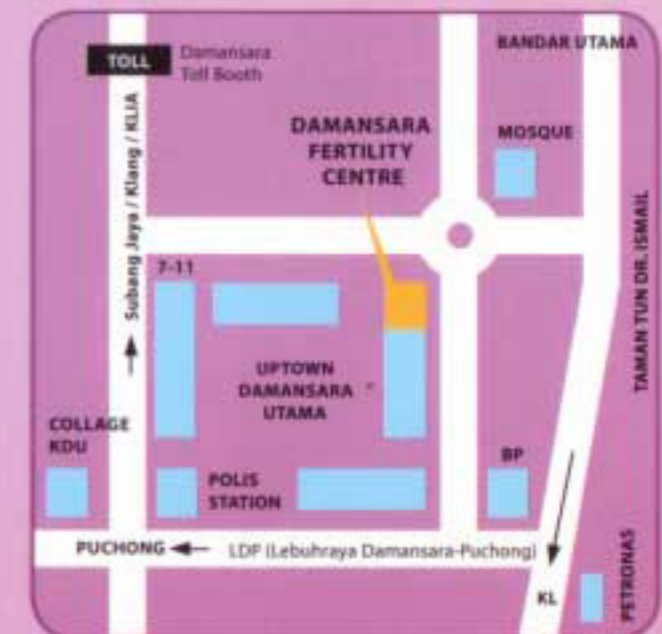 BANDAR UTAMA
TOLL
Damansara
Toll Booth
DAMANSARA
FERTILITY
CENTRE
MOSQUE
Subang Jaya / Klang / KLIA
TAMAN TUN DR. ISMAIL
7-11
UPTOWN
DAMANSARA
UTAMA
COLLAGE
KDU
POLIS
STATION
BP
PUCHONG
LDP (Lebuhraya Damansara-Puchong)
KL
PETRONAS